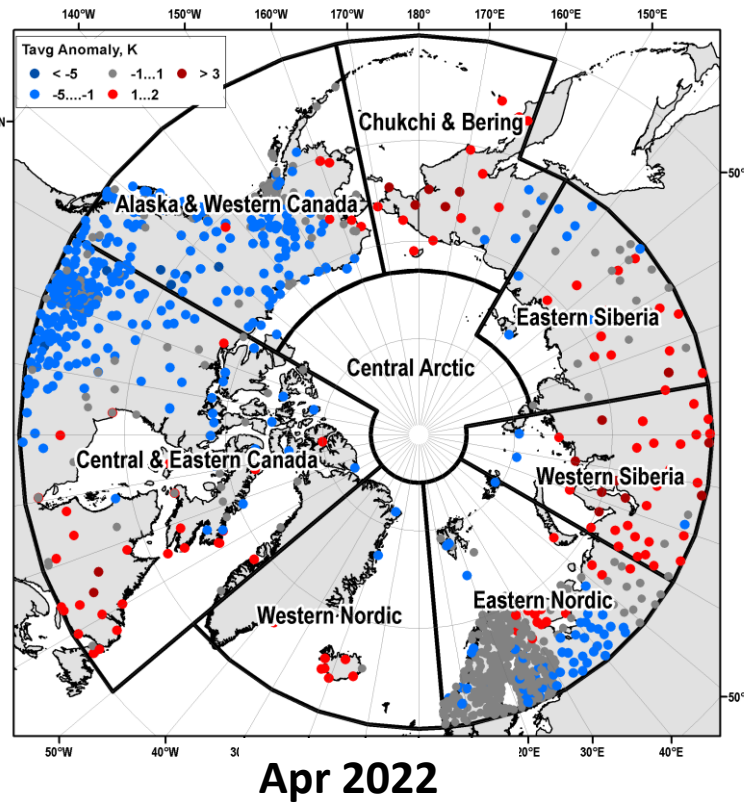 140°W 150°W 160°W 170°W 180° 170°E 160°E 150°E
Tavg Anomaly, K
< -5 -1...1 > 3
-5....-1 1...2
N
Chukchi & Bering
50°
Alaska & Western Canada
Eastern Siberia
Central Arctic
Central & Eastern Canada
Western Siberia
Eastern Nordic
Western Nordic
50°
50°W 40°W 3( 20°E 30°E 40°E
Apr 2022